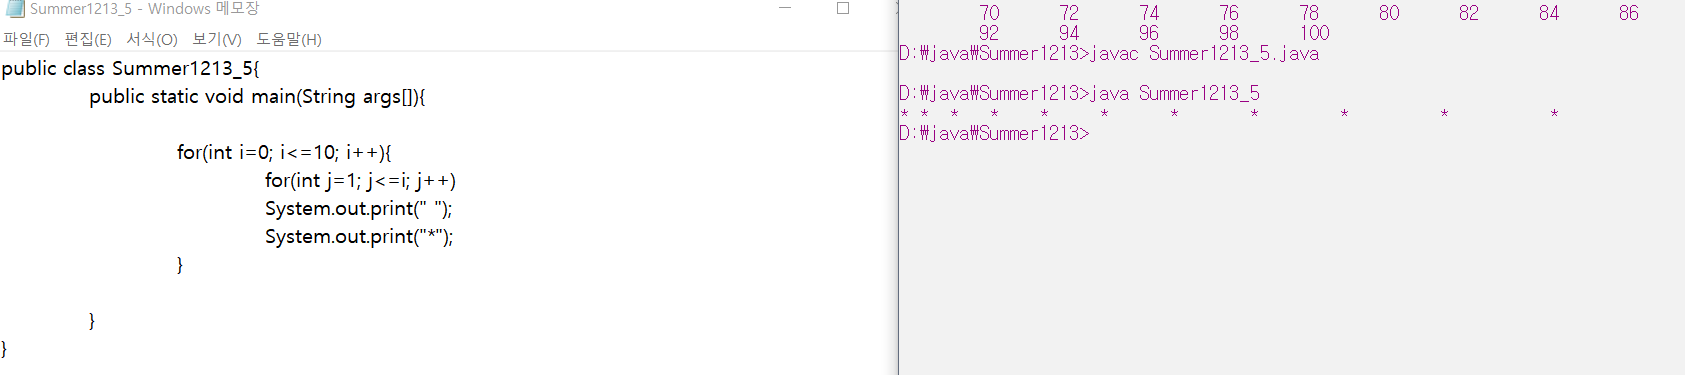 Summer1213_5 - Windows 메모장
파일(F) 편집(E) 서식(O) 보기(V) 도움말(H)
public class Summer1213_5{
public static void main(String args[]){
for(int i=0; i<=10; i++){
for(int j=1; j<=i; j++)
System.out.print(" ");
System.out.print("*");
}
}
}
70 72 74 76 78 80 82 84 86
92 94 96 98 100
D:\java\Summer1213>javac Summer1213_5.java
D:\java\Summer1213>java Summer1213_5
* *  *   *    *     *      *       *        *         *          *
D:\java\Summer1213>